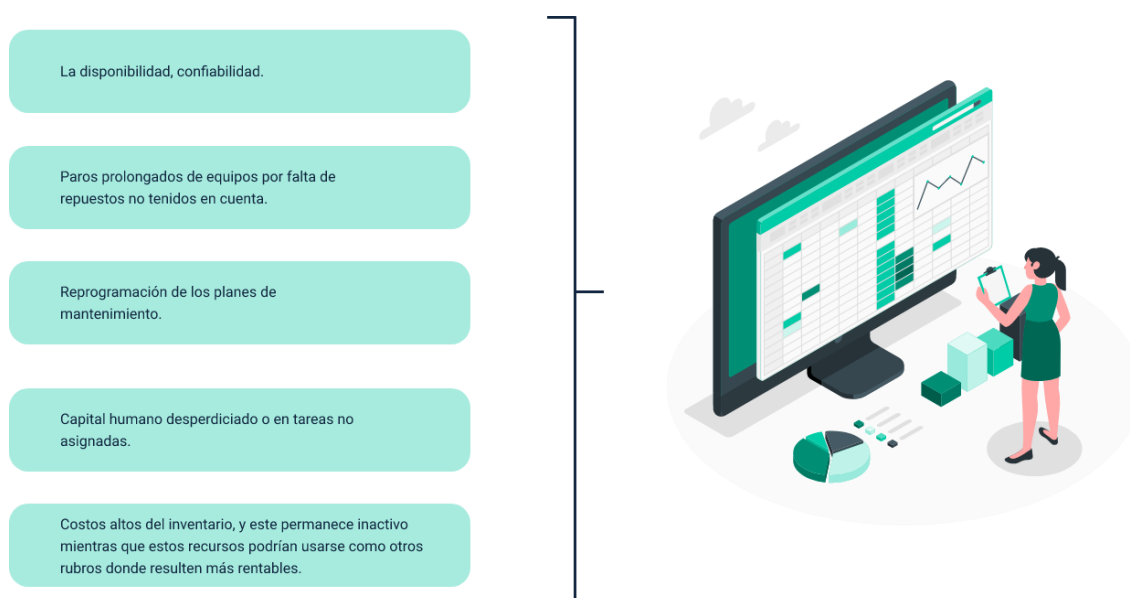 La disponibilidad, confiabilidad.
Paros prolongados de equipos por falta de
repuestos no tenidos en cuenta.
Reprogramación de los planes de
mantenimiento.
Capital humano desperdiciado o en tareas no
asignadas.
Costos altos del inventario, y este permanece inactivo
mientras que estos recursos podrían usarse como otros
rubros donde resulten más rentables.